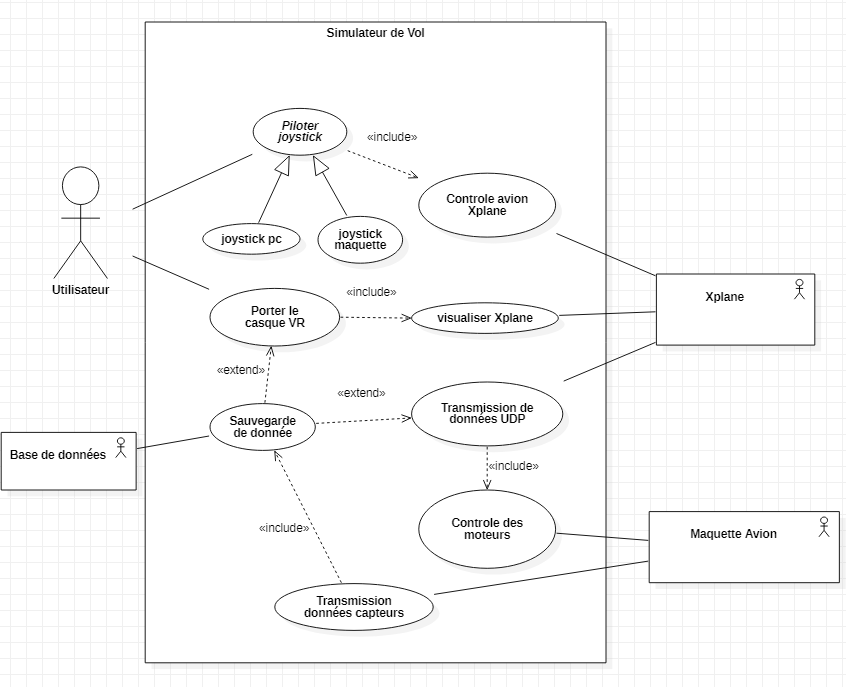 Simulateur de Vol
Piloter
joystick
«include»
Controle avion
Xplane
joystick pc
joystick
maquette
Utilisateur
Xplane
Porter le
casque VR
«include»
visualiser Xplane
«extend»
«extend»
Sauvegarde
de donnée
Transmission de
données UDP
Base de données
«include»
Controle des
moteurs
«include»
Maquette Avion
Transmission
données capteurs